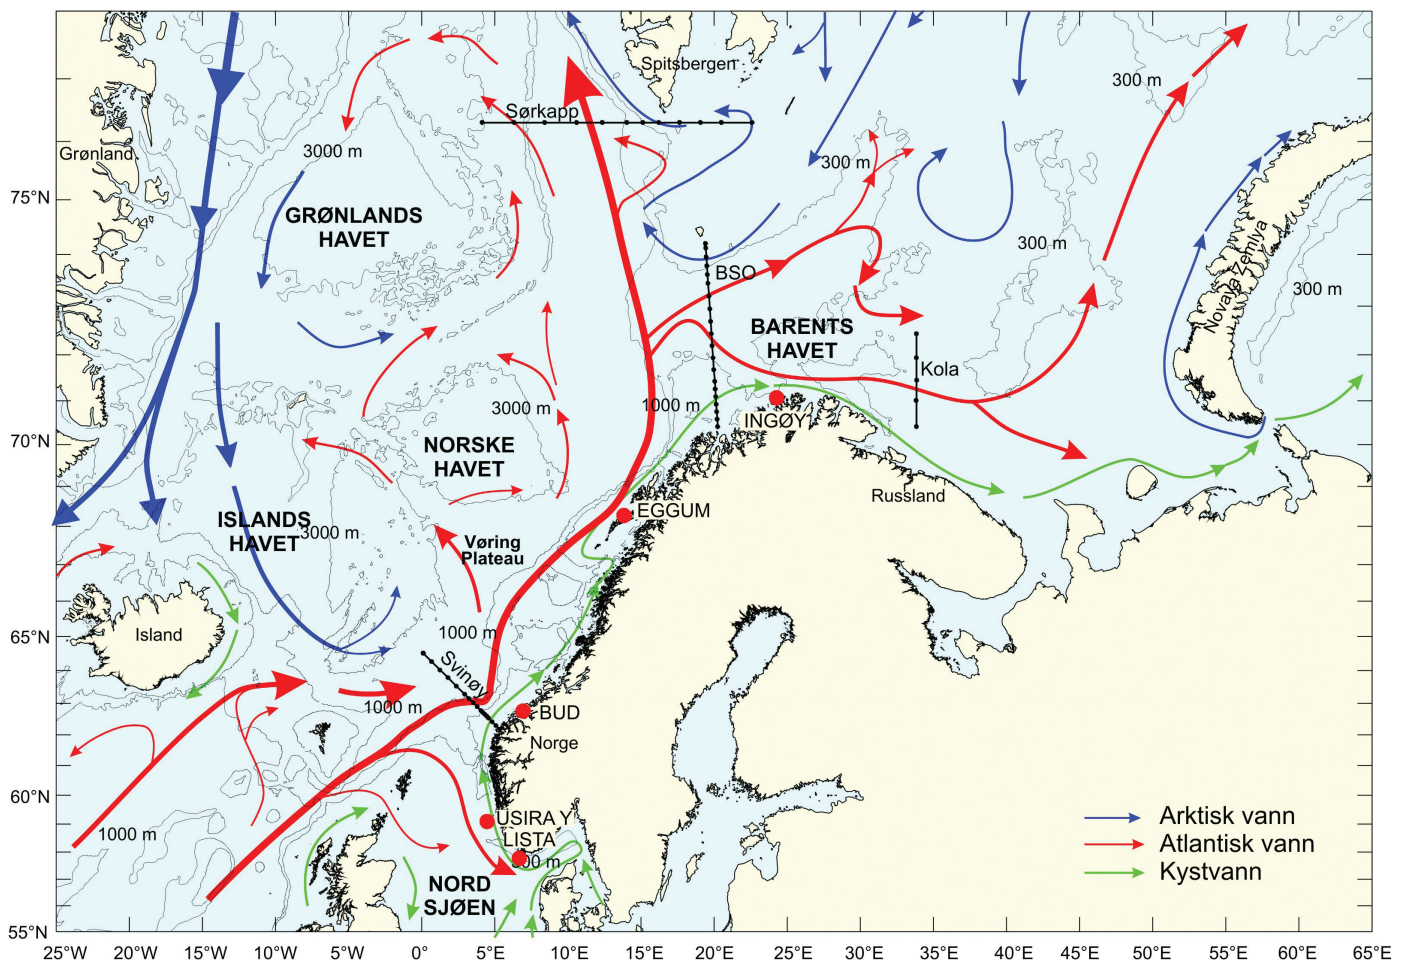 Spitsbergen
300 m
Sørkapp
3000 m
Grønland
300 m
75°N
GRØNLANDS
HAVET
300 m
Novaya Zemlya
BSO
300 m
BARENTS
HAVET
Kola
3000 m
1000 m
INGØY
70°N
NORSKE
HAVET
Russland
EGGUM
ISLANDS
HAVET
3000 m
Vøring
Plateau
Island
1000 m
65°N
Svinøy
1000 m
BUD
Norge
60°N
USIRA Y
LISTA
1000 m
300 m
NORD
SJØEN
Arktisk vann
Atlantisk vann
Kystvann
55°N
25°W 20°W 15°W 10°W 5°W 0° 5°E 10°E 15°E 20°E 25°E 30°E 35°E 40°E 45°E 50°E 55°E 60°E 65°E